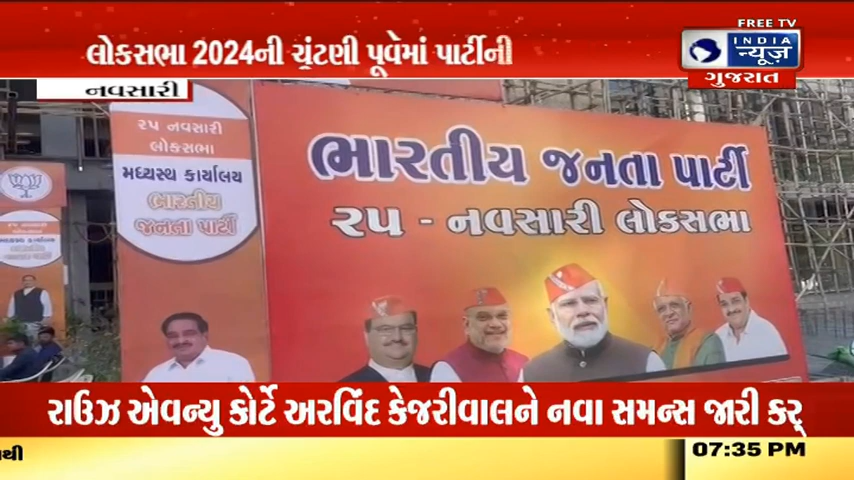 લોકસભા 2024ની ચૂંટણી પૂર્વેમાં પાર્ટીની
FREE TV
INDIA
न्यूज़
ગુજરાત
નવસારી
૨૫ નવસારી
લોકસભા
મધ્યસ્થ કાર્યાલય
ભારતીય
જનતા પાર્ટી
ભારતીય જનતા પાર્ટી
૨૫ - નવસારી લોકસભા
રાઉઝ એવન્યુ કોર્ટે અરવિંદ કેજરીવાલને નવા સમન્સ જારી કર્
07:35 PM